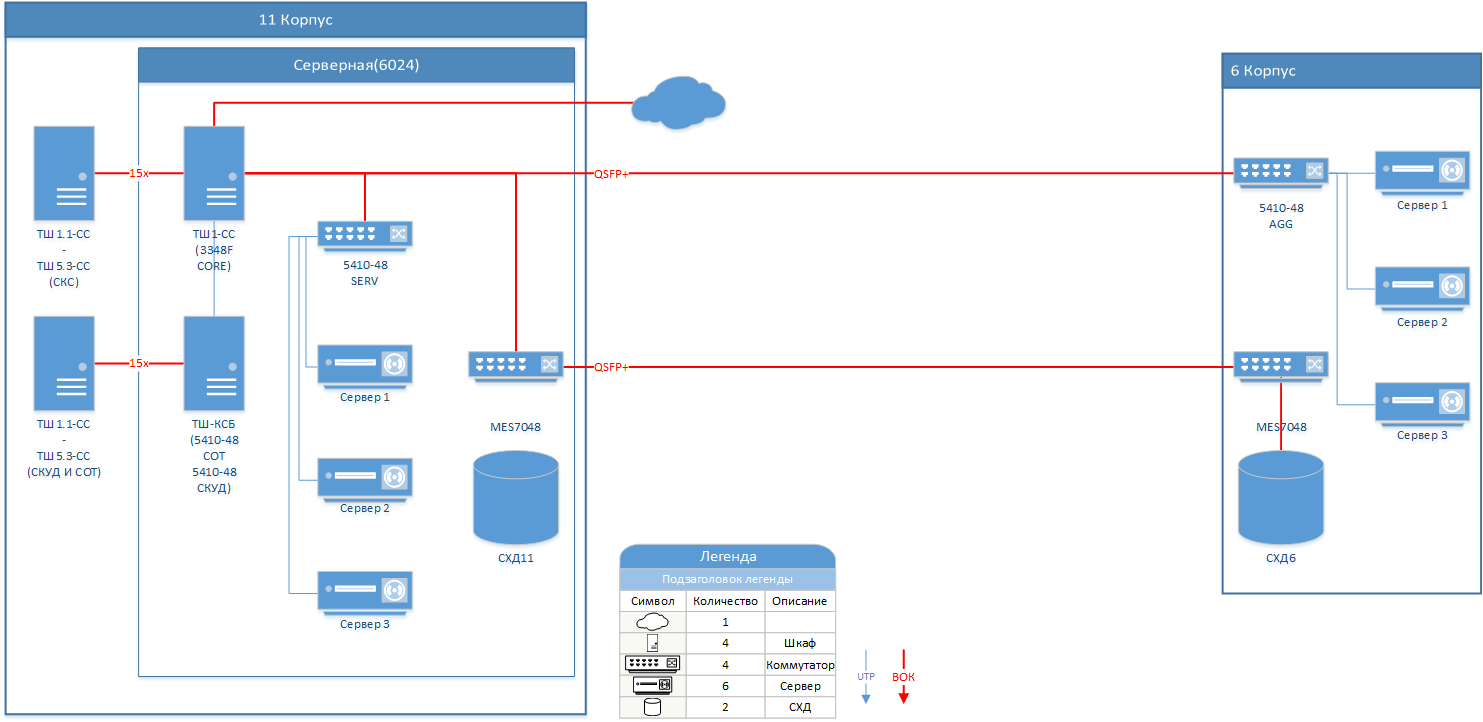 11 Корпус
Серверная(6024)
6 Корпус
15x
QSFP+
ТШ 1.1-СС
-
ТШ 5.3-СС
(СКС)
ТШ1-СС
(3348F
CORE)
5410-48
SERV
5410-48
AGG
Сервер 1
Сервер 2
15x
QSFP+
Сервер 1
ТШ 1.1-СС
-
ТШ 5.3-СС
(СКУД И СОТ)
ТШ-КСБ
(5410-48
СОТ
5410-48
СКУД)
MES7048
MES7048
Сервер 3
Сервер 2
СХД11
СХД6
Сервер 3
Легенда
Подзаголовок легенды
Символ Количество Описание
1
4 Шкаф
4 Коммутатор
6 Сервер
2 СХД
UTP
ВОК